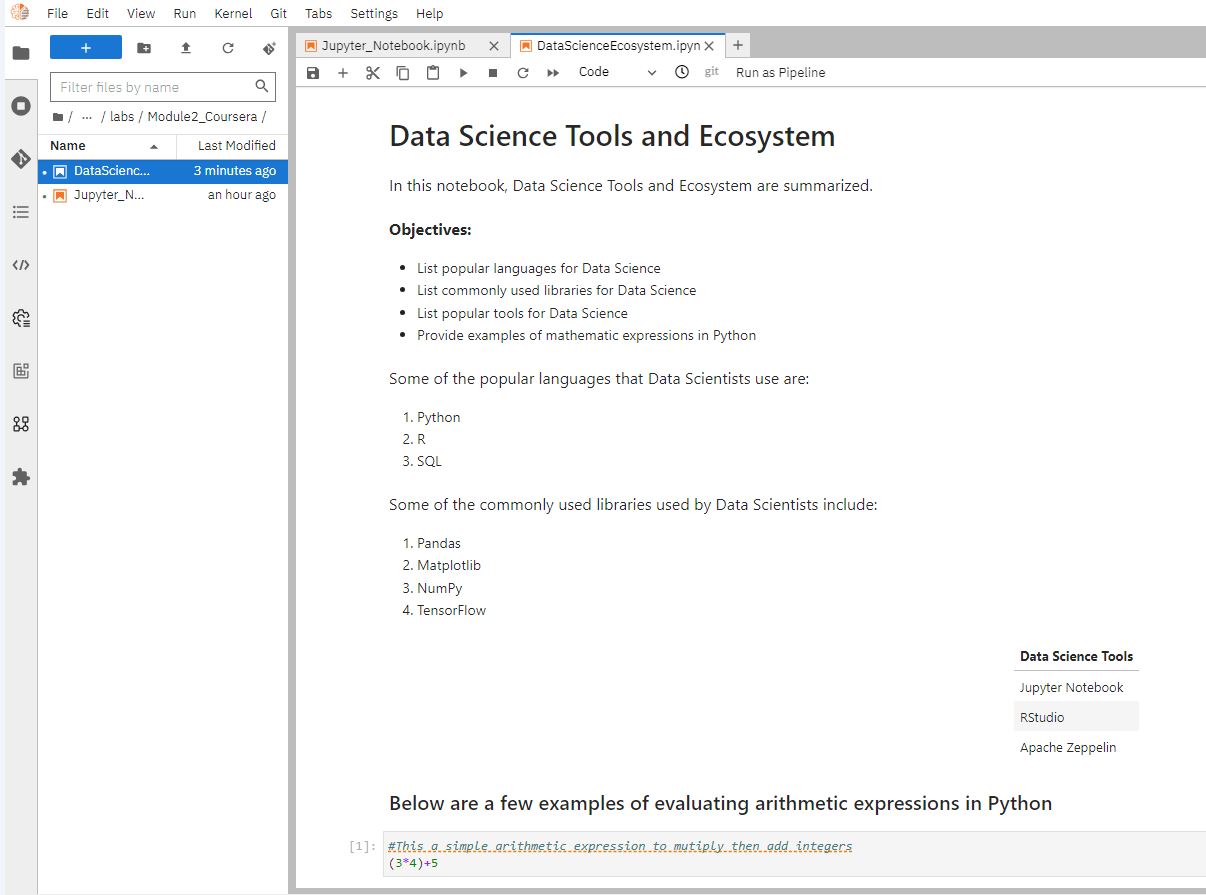 File Edit View Run Kernel Git Tabs Settings Help
+
Filter files by name
/ ... / labs / Module2_Coursera /
Name Last Modified
DataScienc... 3 minutes ago
Jupyter_N... an hour ago
Jupyter_Notebook.ipynb DataScienceEcosystem.ipyn
Code git Run as Pipeline
Data Science Tools and Ecosystem
In this notebook, Data Science Tools and Ecosystem are summarized.
Objectives:
• List popular languages for Data Science
• List commonly used libraries for Data Science
• List popular tools for Data Science
• Provide examples of mathematic expressions in Python
Some of the popular languages that Data Scientists use are:
1. Python
2. R
3. SQL
Some of the commonly used libraries used by Data Scientists include:
1. Pandas
2. Matplotlib
3. NumPy
4. TensorFlow
Data Science Tools
Jupyter Notebook
RStudio
Apache Zeppelin
Below are a few examples of evaluating arithmetic expressions in Python
[1]: #This a simple arithmetic expression to mutiply then add integers
(3*4)+5